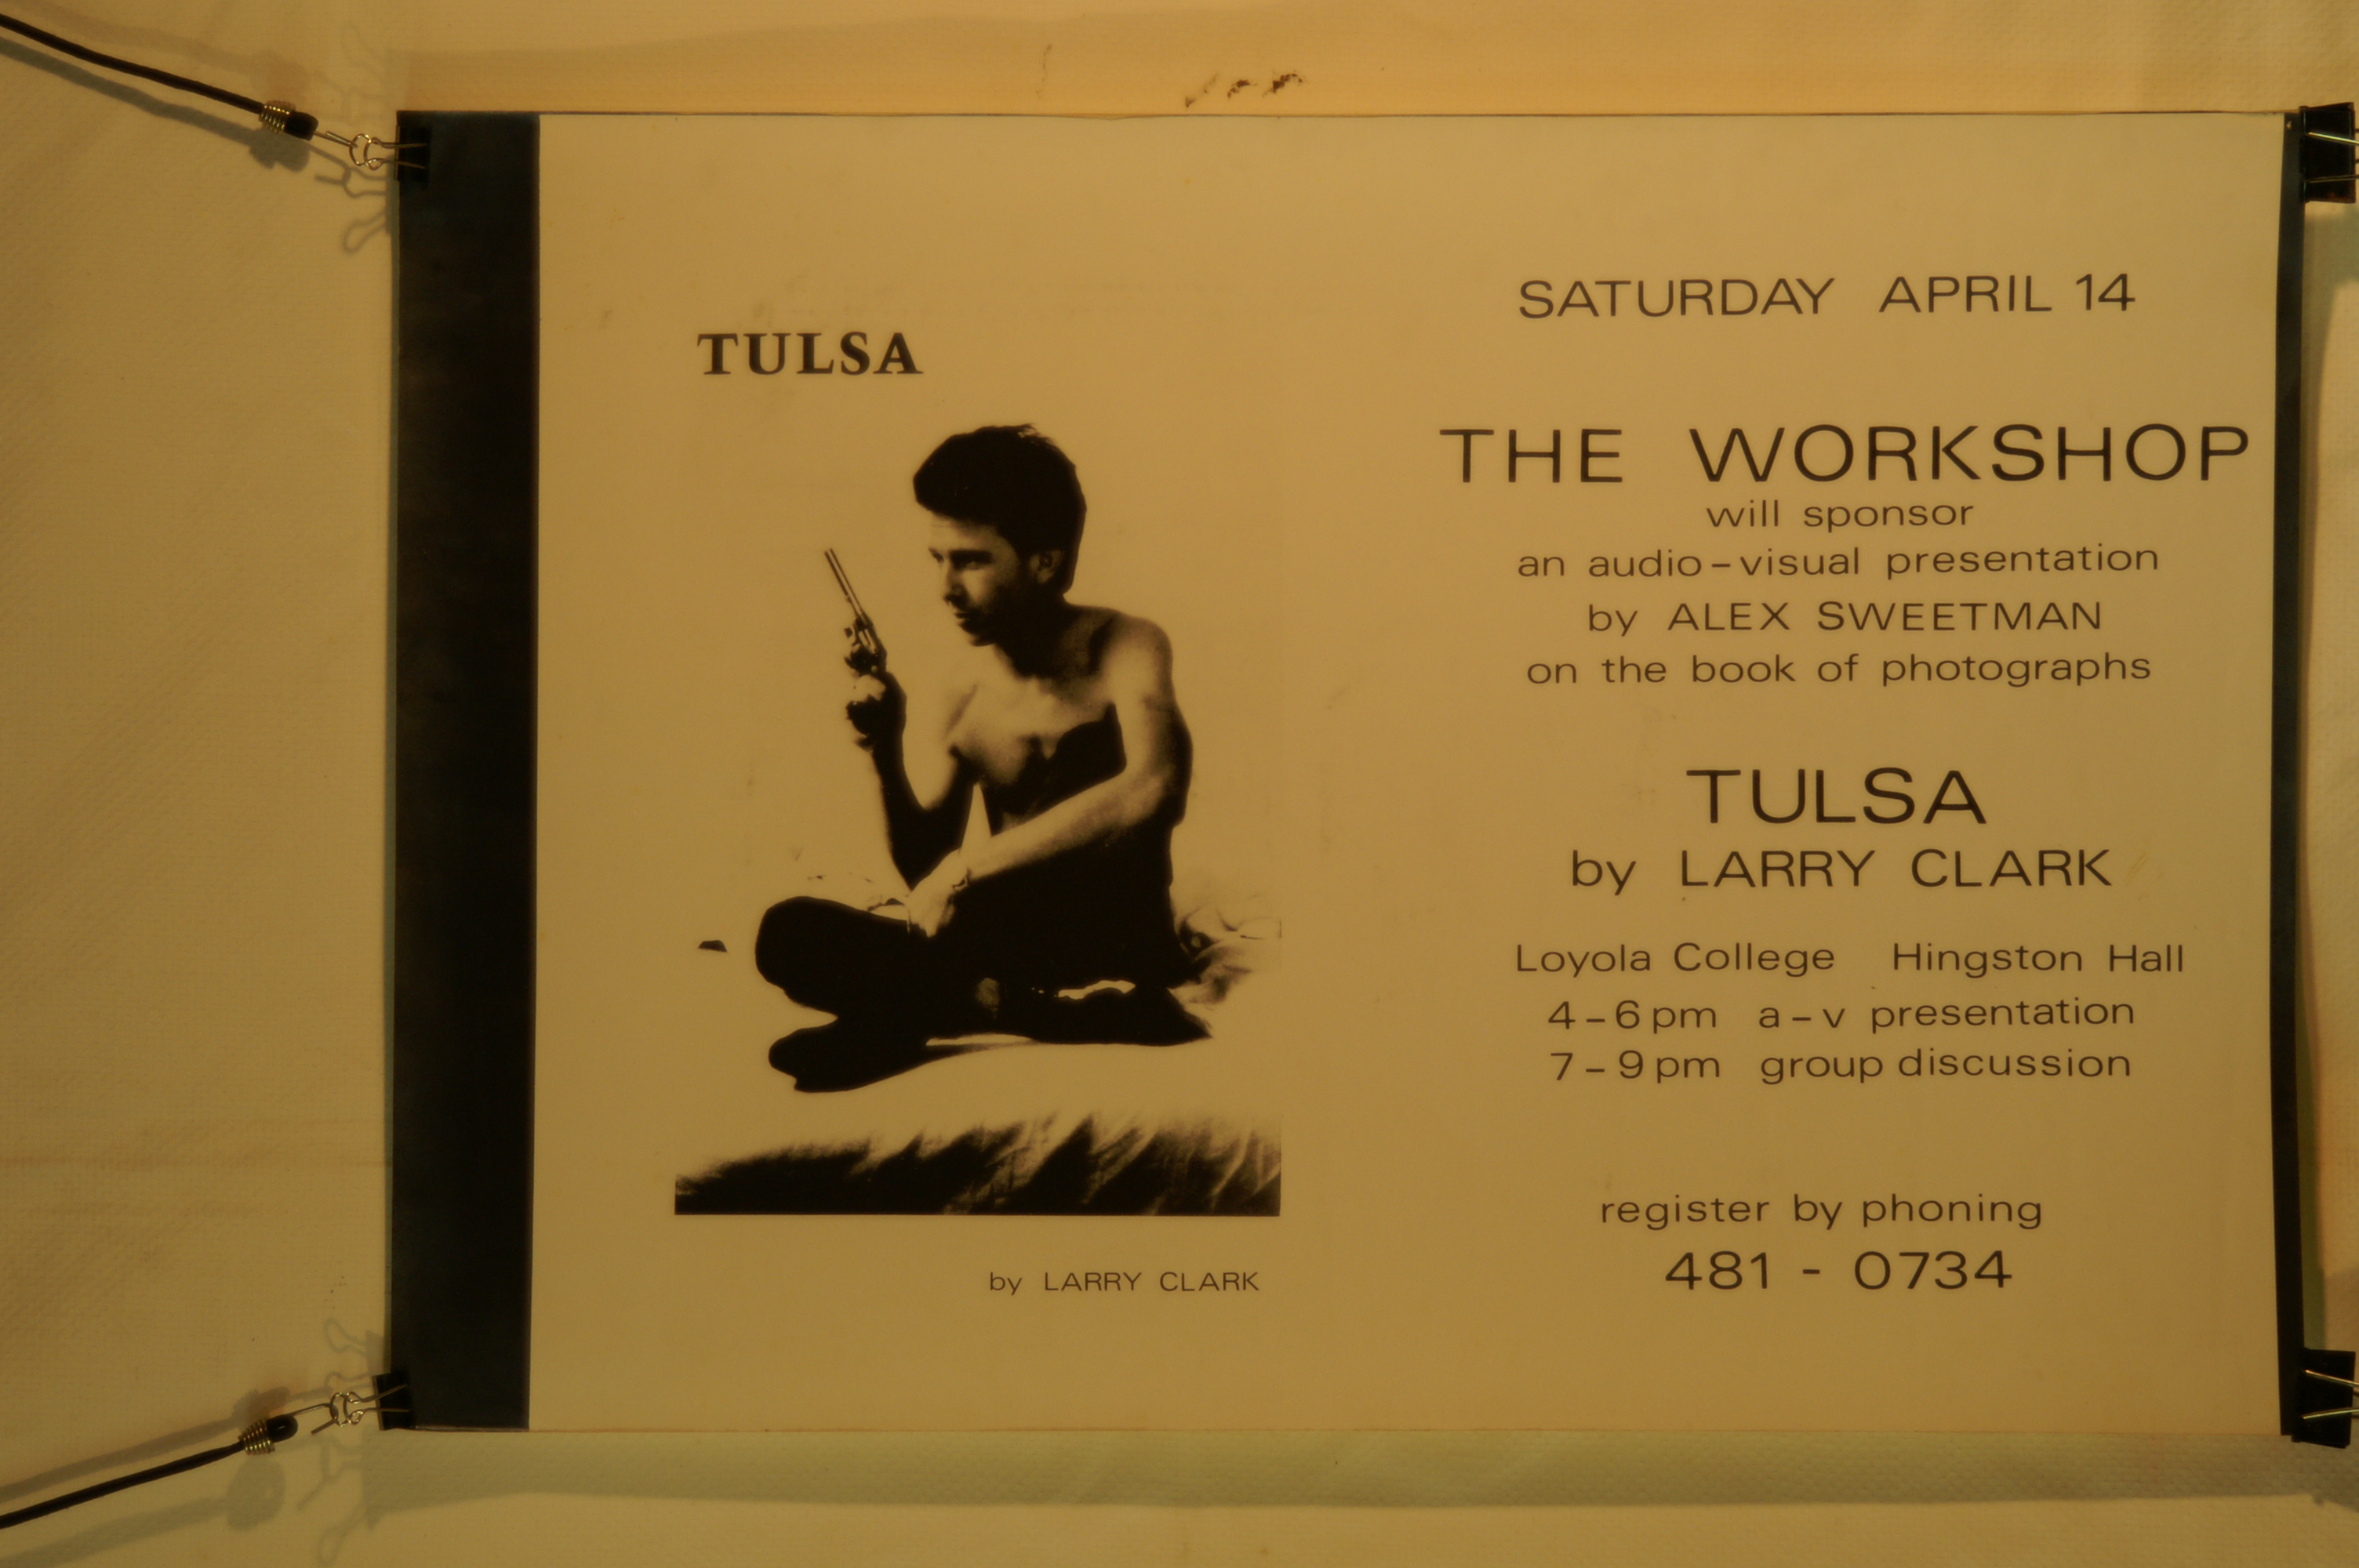 TULSA
by LARRY CLARK
SATURDAY APRIL 14
THE WORKSHOP
will sponsor
an audio-visual presentation
by ALEX SWEETMAN
on the book of photographs
TULSA
by LARRY CLARK
Loyola College Hingston Hall
4-6pm a-v presentation
7-9pm group discussion
register by phoning
481 - 0734